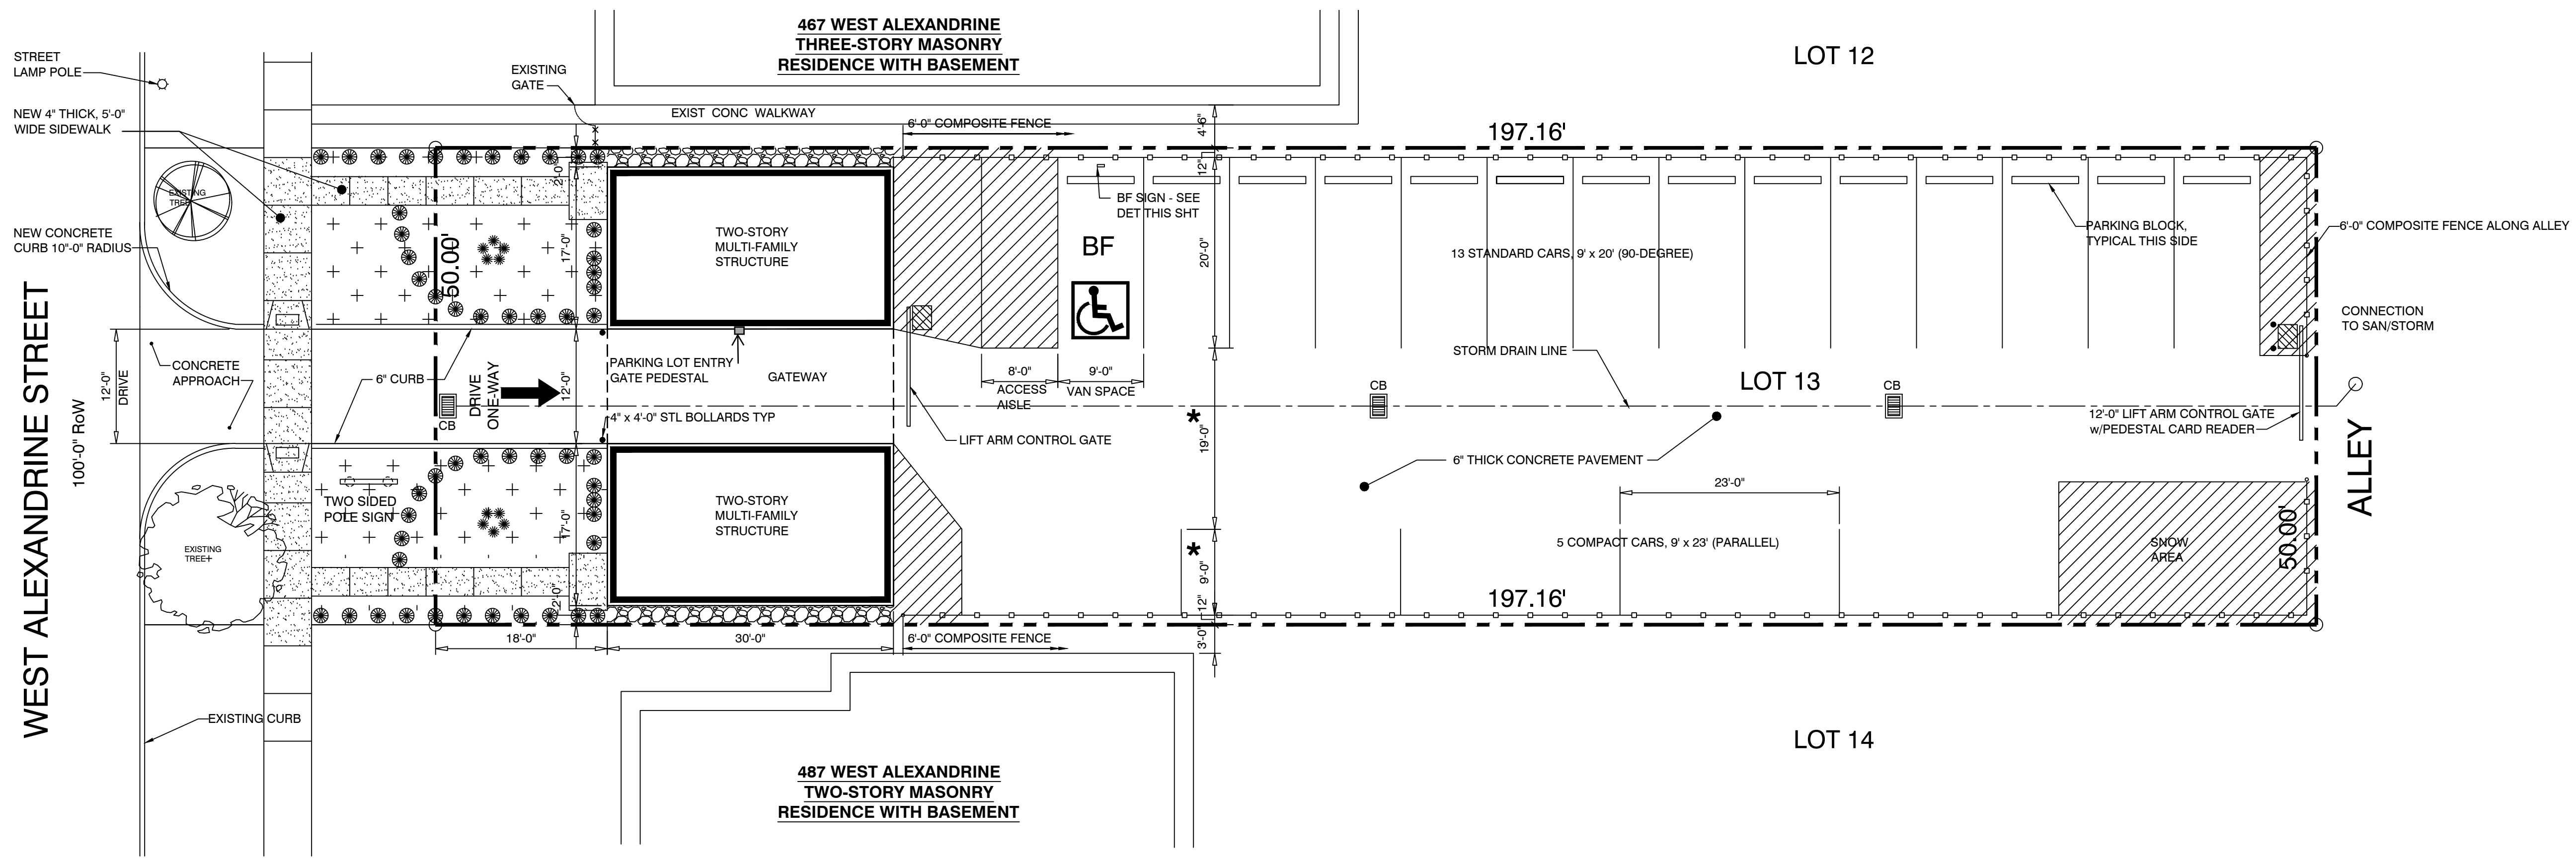 467 WEST ALEXANDRINE
THREE-STORY MASONRY
RESIDENCE WITH BASEMENT
LOT 12
STREET
LAMP POLE
EXISTING
GATE
NEW 4" THICK, 5'-0"
WIDE SIDEWALK
EXIST CONC WALKWAY
6'-0" COMPOSITE FENCE
4'-6"
197.16'
12"
2'-0"
EXISTING
TREE
BF SIGN - SEE
DET THIS SHT
NEW CONCRETE
CURB 10"-0" RADIUS
50.00'
17'-0"
TWO-STORY
MULTI-FAMILY
STRUCTURE
BF
20'-0"
13 STANDARD CARS, 9' x 20' (90-DEGREE)
PARKING BLOCK,
TYPICAL THIS SIDE
6'-0" COMPOSITE FENCE ALONG ALLEY
CONNECTION
TO SAN/STORM
WEST ALEXANDRINE STREET
100'-0" RoW
12'-0"
DRIVE
CONCRETE
APPROACH
6" CURB
CB
DRIVE
ONE-WAY
12'-0"
PARKING LOT ENTRY
GATE PEDESTAL
GATEWAY
4" x 4'-0" STL BOLLARDS TYP
LIFT ARM CONTROL GATE
8'-0"
ACCESS
AISLE
9'-0"
VAN SPACE
STORM DRAIN LINE
CB
LOT 13
CB
12'-0" LIFT ARM CONTROL GATE
w/PEDESTAL CARD READER
ALLEY
*
19'-0"
6" THICK CONCRETE PAVEMENT
23'-0"
TWO SIDED
POLE SIGN
17'-0"
TWO-STORY
MULTI-FAMILY
STRUCTURE
EXISTING
TREE
*
9'-0"
5 COMPACT CARS, 9' x 23' (PARALLEL)
SNOW
AREA
50.00'
2'-0"
12"
197.16'
18'-0"
30'-0"
6'-0" COMPOSITE FENCE
3'-0"
EXISTING CURB
LOT 14
487 WEST ALEXANDRINE
TWO-STORY MASONRY
RESIDENCE WITH BASEMENT